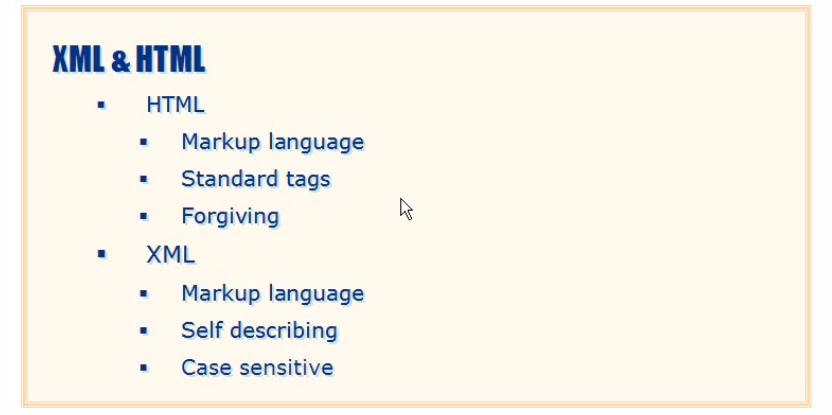 XML & HTML
HTML
Markup language
Standard tags
Forgiving
XML
Markup language
Self describing
Case sensitive